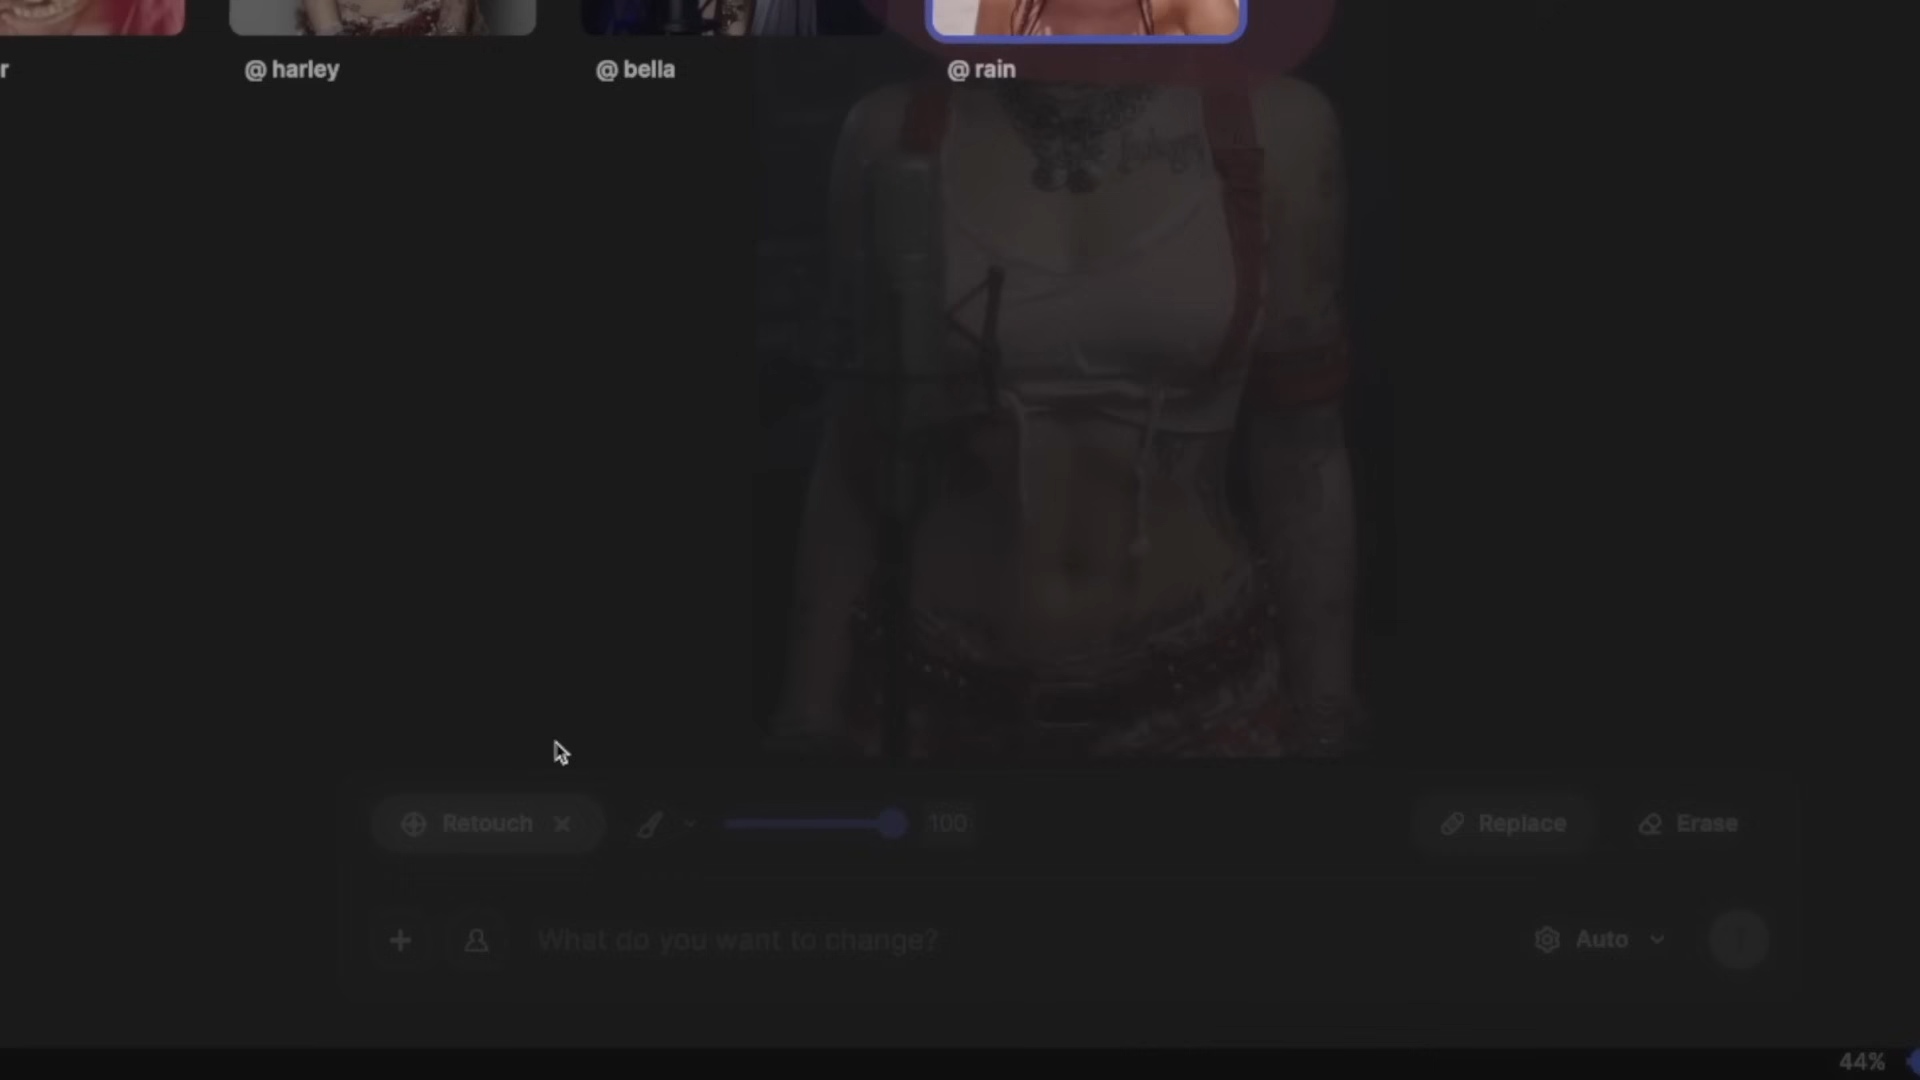 r
@ harley
@ bella
@ rain
Retouch
100
Replace
Erase
What do you want to change?
Auto
44%